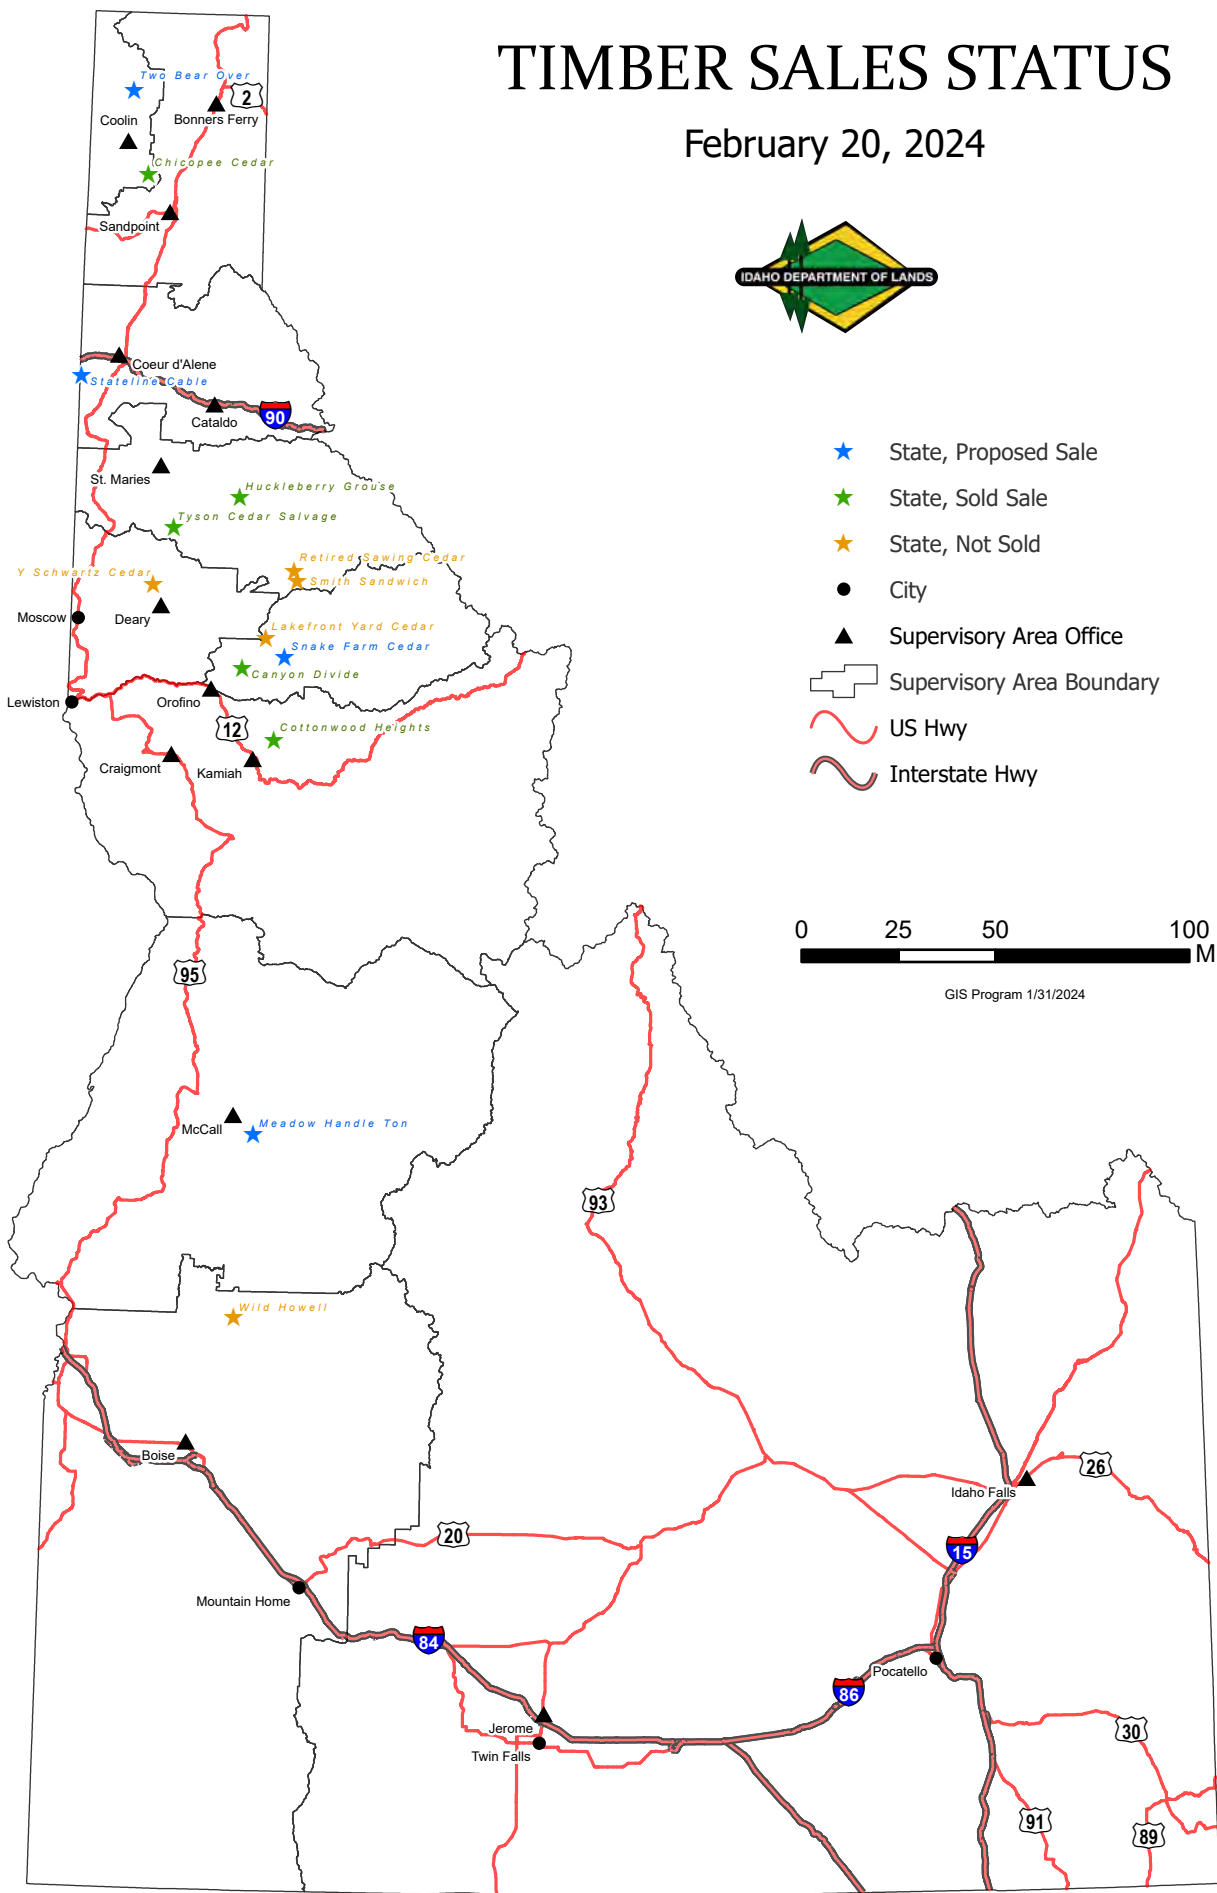 TIMBER SALES STATUS
February 20, 2024
IDAHO DEPARTMENT OF LANDS
Two Bear Over
2
Coolin
Bonners Ferry
Chicopee Cedar
Sandpoint
Coeur d'Alene
Stateline Cable
90
Cataldo
St. Maries
Huckleberry Grouse
Tyson Cedar Salvage
Retired Sawing Cedar
Y Schwartz Cedar
Smith Sandwich
Moscow
Deary
Lakefront Yard Cedar
Snake Farm Cedar
Canyon Divide
Lewiston
Orofino
12
Cottonwood Heights
Craigmont
Kamiah
State, Proposed Sale
State, Sold Sale
State, Not Sold
City
Supervisory Area Office
Supervisory Area Boundary
US Hwy
Interstate Hwy
0 25 50 100
M
GIS Program 1/31/2024
95
McCall
Meadow Handle Ton
93
Wild Howell
Boise
26
Idaho Falls
20
15
Mountain Home
84
Pocatello
86
Jerome
Twin Falls
30
91
89